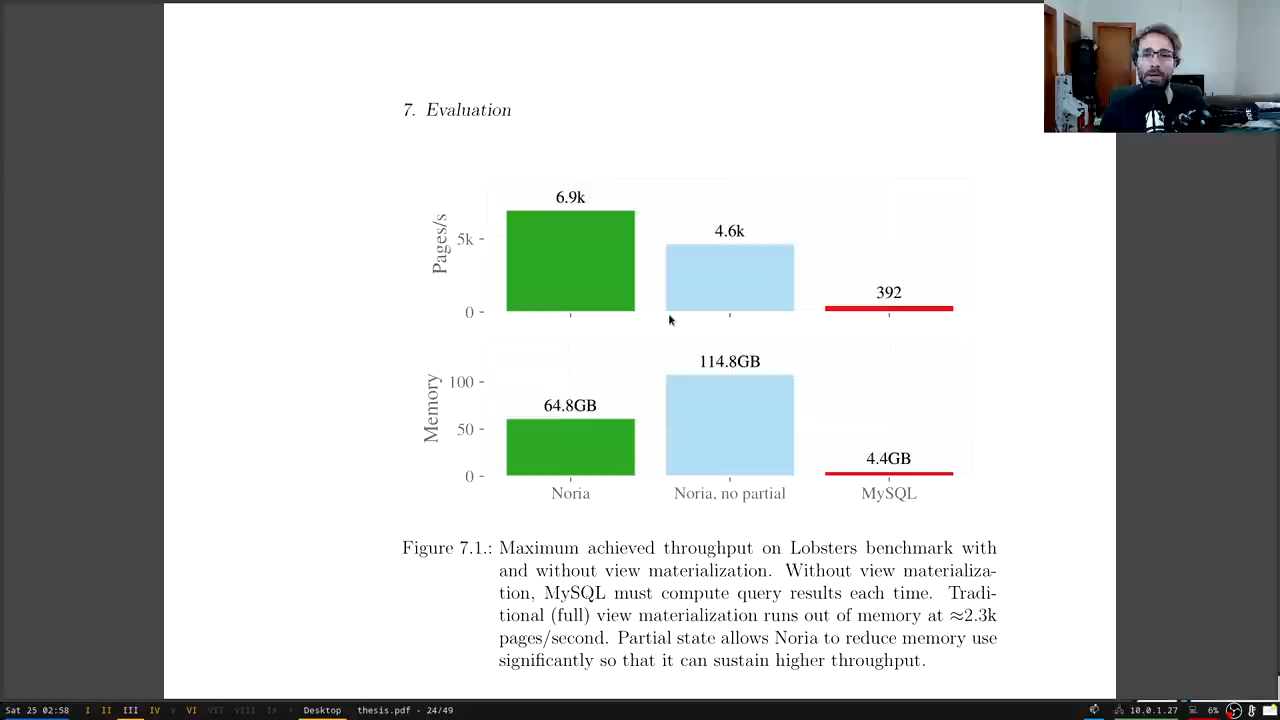 7. Evaluation
6.9k
4.6k
392
Pages/s
5k
0
114.8GB
64.8GB
4.4GB
Memory
100
50
0
Noria
Noria, no partial
MySQL
Figure 7.1.: Maximum achieved throughput on Lobsters benchmark with
and without view materialization. Without view materializa-
tion, MySQL must compute query results each time. Tradi-
tional (full) view materialization runs out of memory at ≈2.3k
pages/second. Partial state allows Noria to reduce memory use
significantly so that it can sustain higher throughput.
Sat 25 02:58 I II III IV V VI VII VIII IX Desktop thesis.pdf - 24/49 10.0.1.27 6%